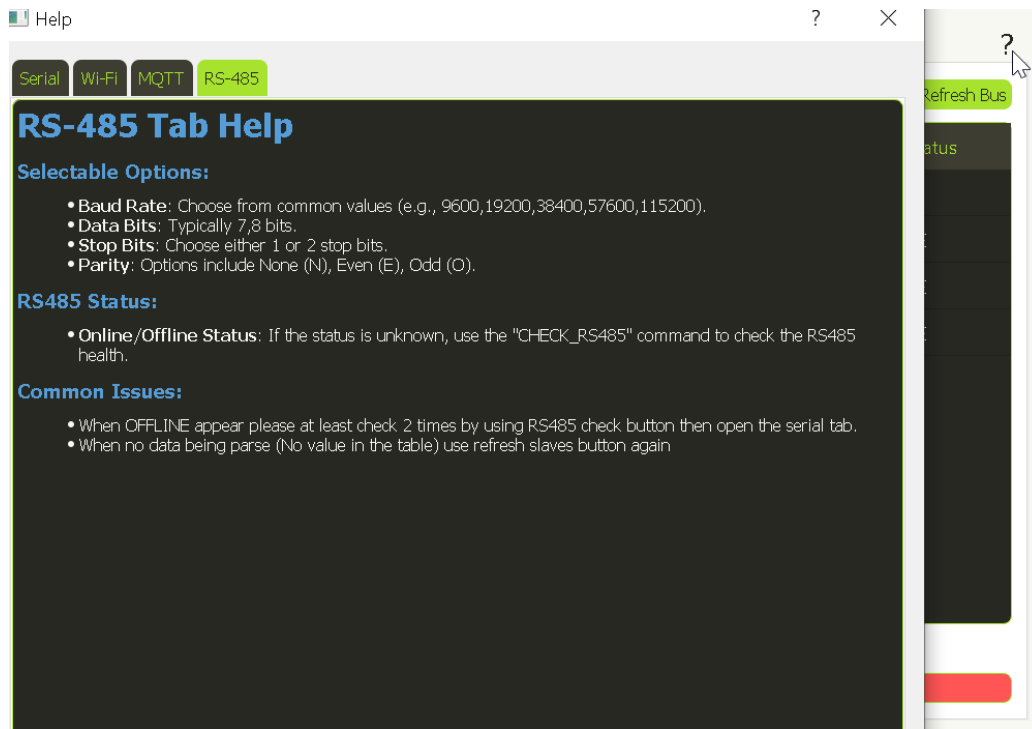 Help ?
?
Serial Wi-Fi MQTT RS-485
Refresh Bus
RS-485 Tab Help
atus
Selectable Options:
• Baud Rate: Choose from common values (e.g., 9600,19200,38400,57600,115200).
• Data Bits: Typically 7,8 bits.
• Stop Bits: Choose either 1 or 2 stop bits.
• Parity: Options include None (N), Even (E), Odd (O).
RS485 Status:
• Online/Offline Status: If the status is unknown, use the "CHECK_RS485" command to check the RS485
health.
Common Issues:
• When OFFLINE appear please at least check 2 times by using RS485 check button then open the serial tab.
• When no data being parse (No value in the table) use refresh slaves button again